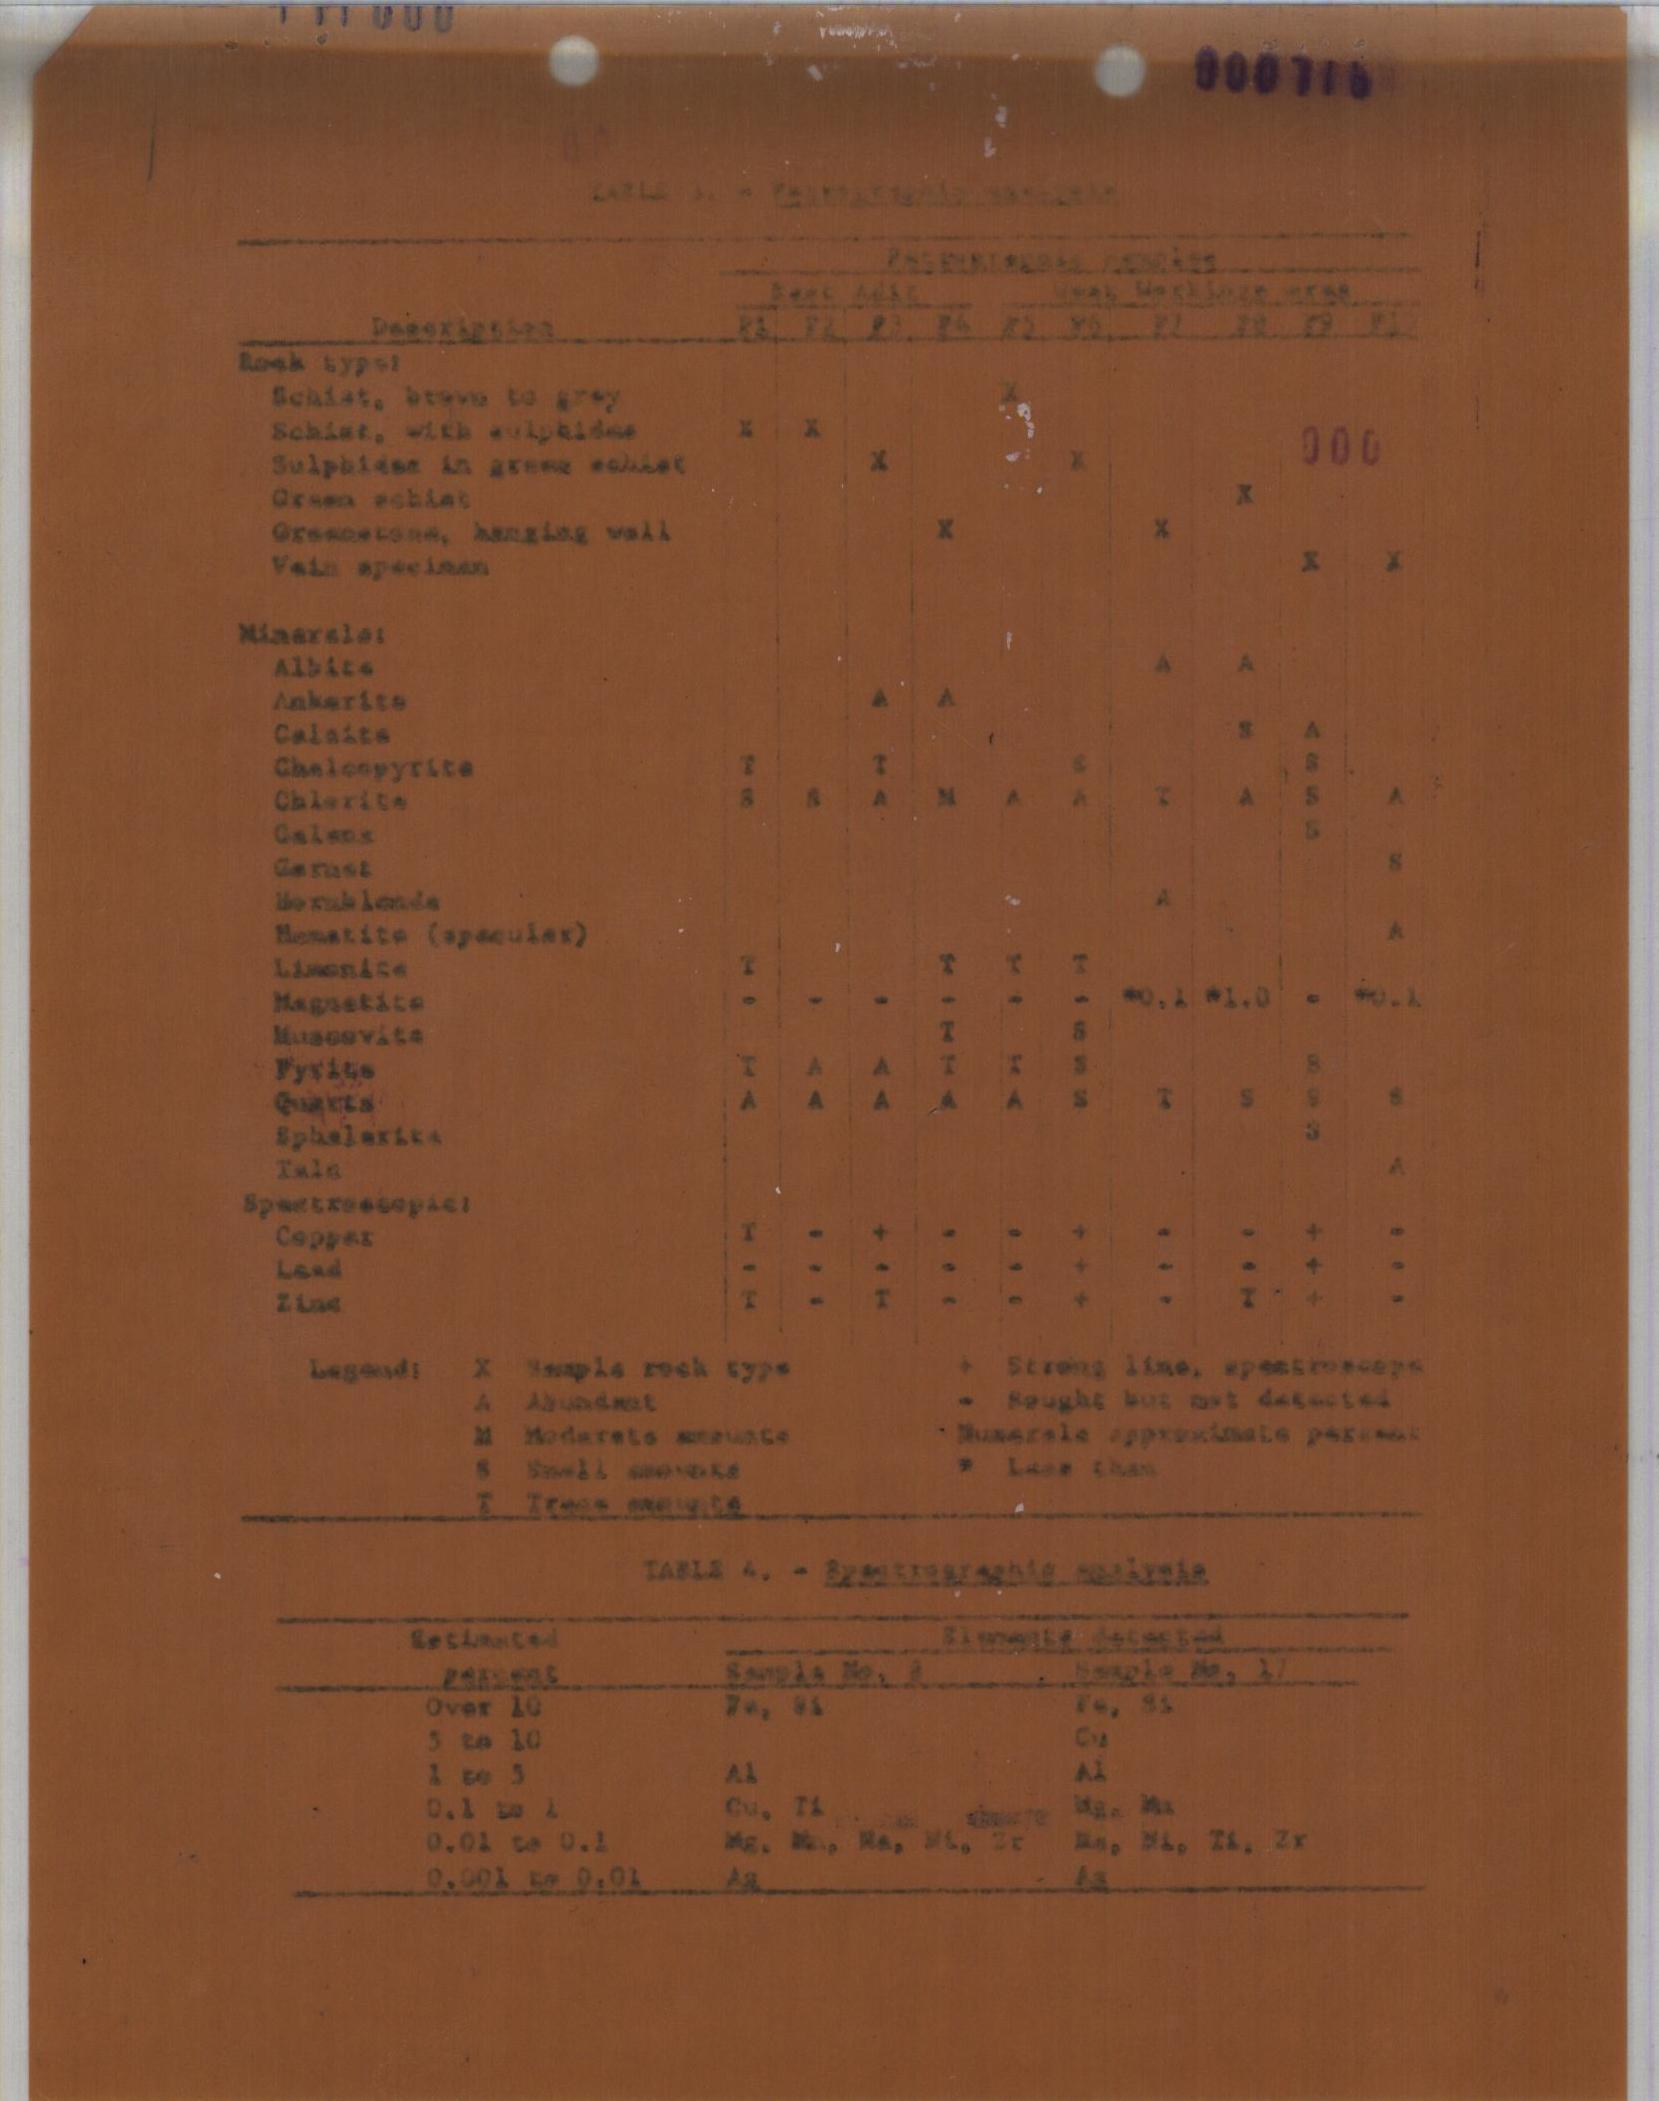 TABLE 3. - Petrographic analysis
Petrographic samples
West Workings area
Description P1 P2 P3 P4 P5 P6 P7 P8 P9
Rock type:
Schist, brown to grey X
Schist, with sulphides X X
Sulphides in green schist X X
000
Green schist X
Greenstone, hanging wall X X
Vein specimen X X
Minerals:
Albite A A
Ankerite A A
Calcite S A
Chalcopyrite T T S S
Chlorite S S A M A A T A S A
Galena S
Garnet S
Hornblende A
Hematite (specular) A
Limonite T T T T
Magnetite - - - - - - *0.1 *1.0 - *0.1
Muscovite T S
Pyrite T A A T T S S
Quartz A A A A A S T S S S
Sphalerite S
Talc A
Spectroscopic:
Copper T - + - - + - - + -
Lead - - - - - + - - + -
Zinc T - T - - + - T + -
Legend: X Sample rock type + Strong line, spectroscope
A Abundant - Sought but not detected
M Moderate amounts Numerals approximate percent
S Small amounts * Less than
T Trace amounts
TABLE 4. - Spectrographic analysis
Estimated Elements detected
percent Sample No. Sample No. 17
Over 10 Fe, Si Fe, Si
5 to 10 Cu
1 to 5 Al Al
0.1 to 1 Cu, Ti Mg, Mn
0.01 to 0.1 Mg, Mn, Na, Ni, Zr Na, Ni, Ti, Zr
0.001 to 0.01 Ag Ag